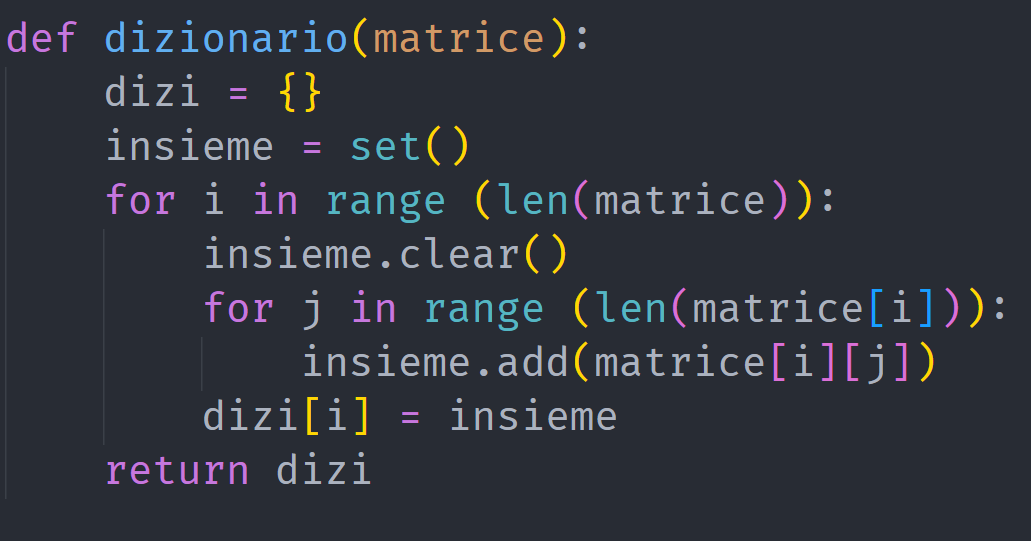 def dizionario(matrice):
    dizi = {}
    insieme = set()
    for i in range (len(matrice)):
        insieme.clear()
        for j in range (len(matrice[i])):
            insieme.add(matrice[i][j])
        dizi[i] = insieme
    return dizi